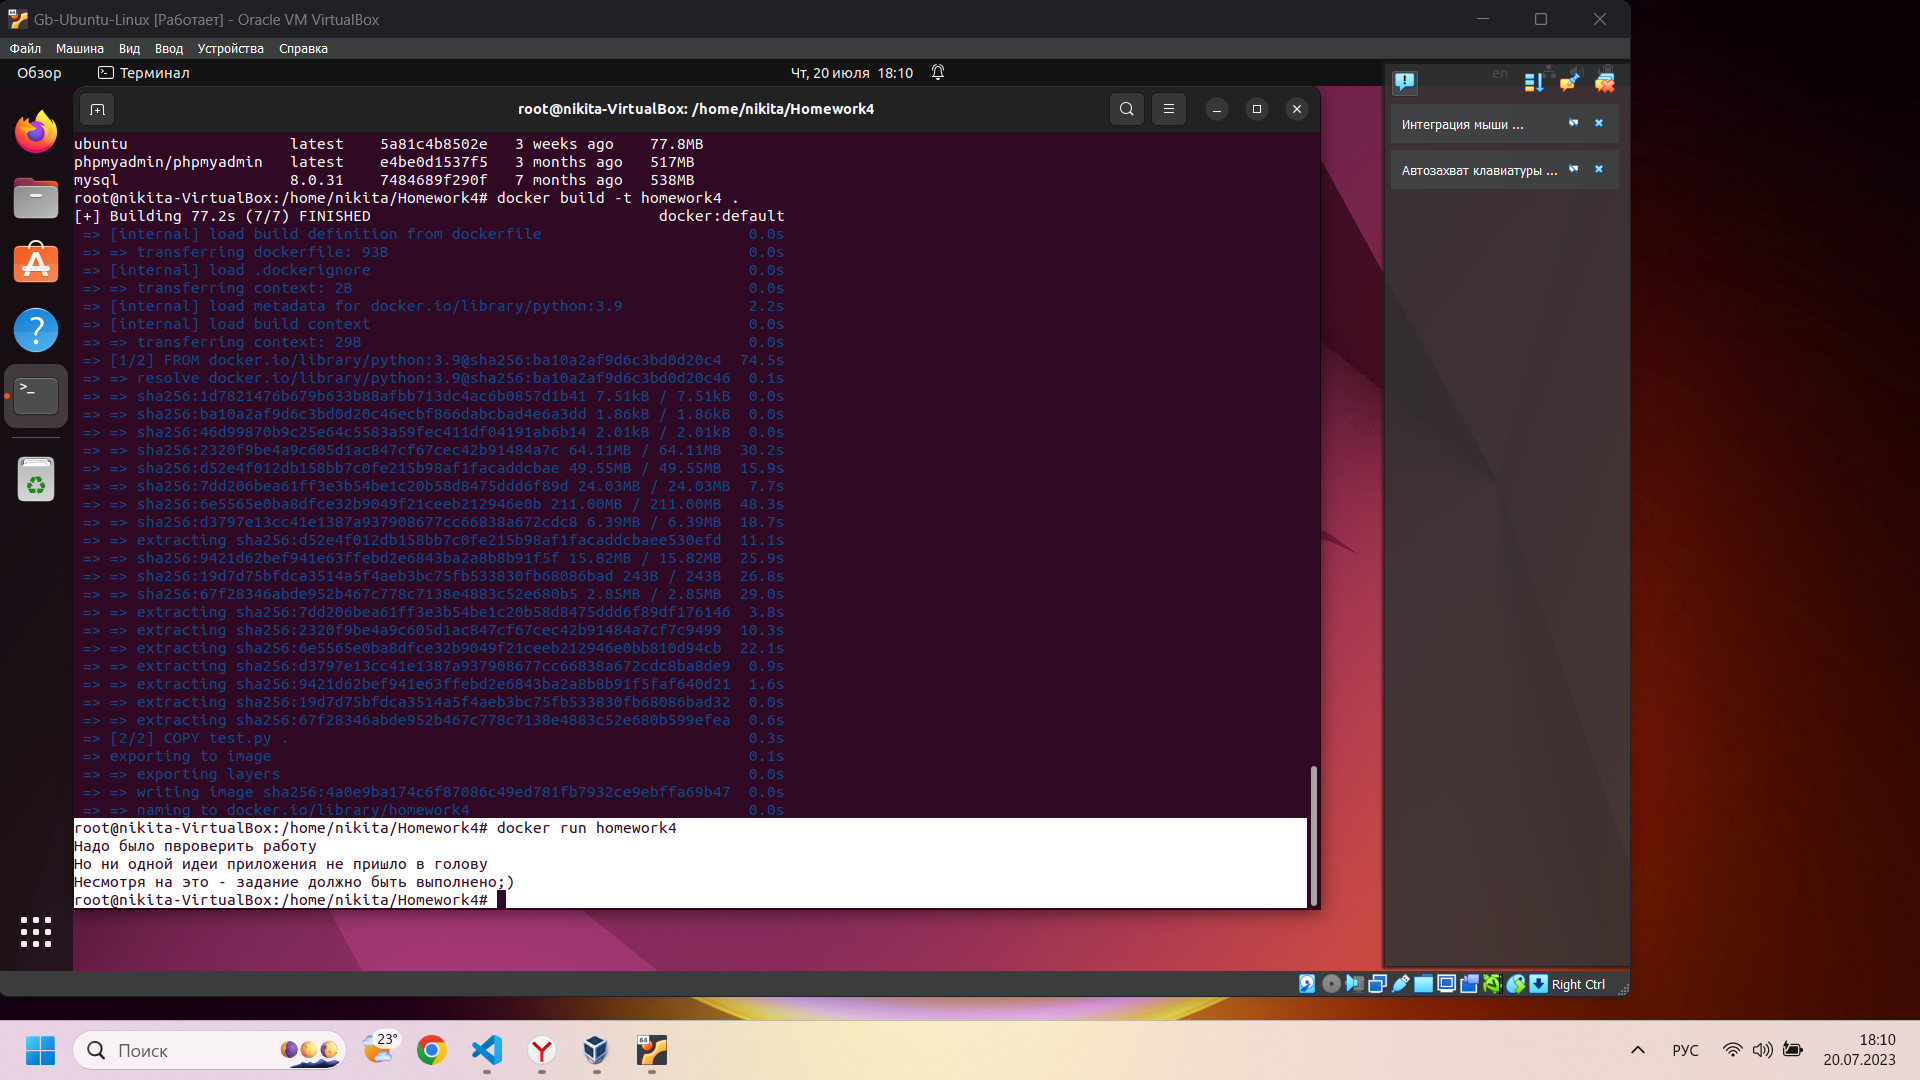 Gb-Ubuntu-Linux [Работает] - Oracle VM VirtualBox
Файл Машина Вид Ввод Устройства Справка
Обзор Терминал Чт, 20 июля 18:10 en
root@nikita-VirtualBox: /home/nikita/Homework4
Интеграция мыши ...
Автозахват клавиатуры ...
ubuntu latest 5a81c4b8502e 3 weeks ago 77.8MB
phpmyadmin/phpmyadmin latest e4be0d1537f5 3 months ago 517MB
mysql 8.0.31 7484689f290f 7 months ago 538MB
root@nikita-VirtualBox:/home/nikita/Homework4# docker build -t homework4 .
[+] Building 77.2s (7/7) FINISHED docker:default
=> [internal] load build definition from dockerfile 0.0s
=> => transferring dockerfile: 93B 0.0s
=> [internal] load .dockerignore 0.0s
=> => transferring context: 2B 0.0s
=> [internal] load metadata for docker.io/library/python:3.9 2.2s
=> [internal] load build context 0.0s
=> => transferring context: 29B 0.0s
=> [1/2] FROM docker.io/library/python:3.9@sha256:ba10a2af9d6c3bd0d20c4 74.5s
=> => resolve docker.io/library/python:3.9@sha256:ba10a2af9d6c3bd0d20c46 0.1s
=> => sha256:1d7821476b679b633b88afbb713dc4ac6b0857d1b41 7.51kB / 7.51kB 0.0s
=> => sha256:ba10a2af9d6c3bd0d20c46ecbf866dabcbad4e6a3dd 1.86kB / 1.86kB 0.0s
=> => sha256:46d99870b9c25e64c5583a59fec411df04191ab6b14 2.01kB / 2.01kB 0.0s
=> => sha256:2320f9be4a9c605d1ac847cf67cec42b91484a7c 64.11MB / 64.11MB 30.2s
=> => sha256:d52e4f012db158bb7c0fe215b98af1facaddcbae 49.55MB / 49.55MB 15.9s
=> => sha256:7dd206bea61ff3e3b54be1c20b58d8475ddd6f89d 24.03MB / 24.03MB 7.7s
=> => sha256:6e5565e0ba8dfce32b9049f21ceeb212946e0b 211.00MB / 211.00MB 48.3s
=> => sha256:d3797e13cc41e1387a937908677cc66838a672cdc8 6.39MB / 6.39MB 18.7s
=> => extracting sha256:d52e4f012db158bb7c0fe215b98af1facaddcbaee530efd 11.1s
=> => sha256:9421d62bef941e63ffebd2e6843ba2a8b8b91f5f 15.82MB / 15.82MB 25.9s
=> => sha256:19d7d75bfdca3514a5f4aeb3bc75fb533830fb68086bad 243B / 243B 26.8s
=> => sha256:67f28346abde952b467c778c7138e4883c52e680b5 2.85MB / 2.85MB 29.0s
=> => extracting sha256:7dd206bea61ff3e3b54be1c20b58d8475ddd6f89df176146 3.8s
=> => extracting sha256:2320f9be4a9c605d1ac847cf67cec42b91484a7cf7c9499 10.3s
=> => extracting sha256:6e5565e0ba8dfce32b9049f21ceeb212946e0bb810d94cb 22.1s
=> => extracting sha256:d3797e13cc41e1387a937908677cc66838a672cdc8ba8de9 0.9s
=> => extracting sha256:9421d62bef941e63ffebd2e6843ba2a8b8b91f5faf640d21 1.6s
=> => extracting sha256:19d7d75bfdca3514a5f4aeb3bc75fb533830fb68086bad32 0.0s
=> => extracting sha256:67f28346abde952b467c778c7138e4883c52e680b599efea 0.6s
=> [2/2] COPY test.py . 0.3s
=> exporting to image 0.1s
=> => exporting layers 0.0s
=> => writing image sha256:4a0e9ba174c6f87086c49ed781fb7932ce9ebffa69b47 0.0s
=> => naming to docker.io/library/homework4 0.0s
root@nikita-VirtualBox:/home/nikita/Homework4# docker run homework4
Надо было пвроверить работу
Но ни одной идеи приложения не пришло в голову
Несмотря на это - задание должно быть выполнено;)
root@nikita-VirtualBox:/home/nikita/Homework4#
Right Ctrl
Поиск 23° 64 РУС 18:10
20.07.2023